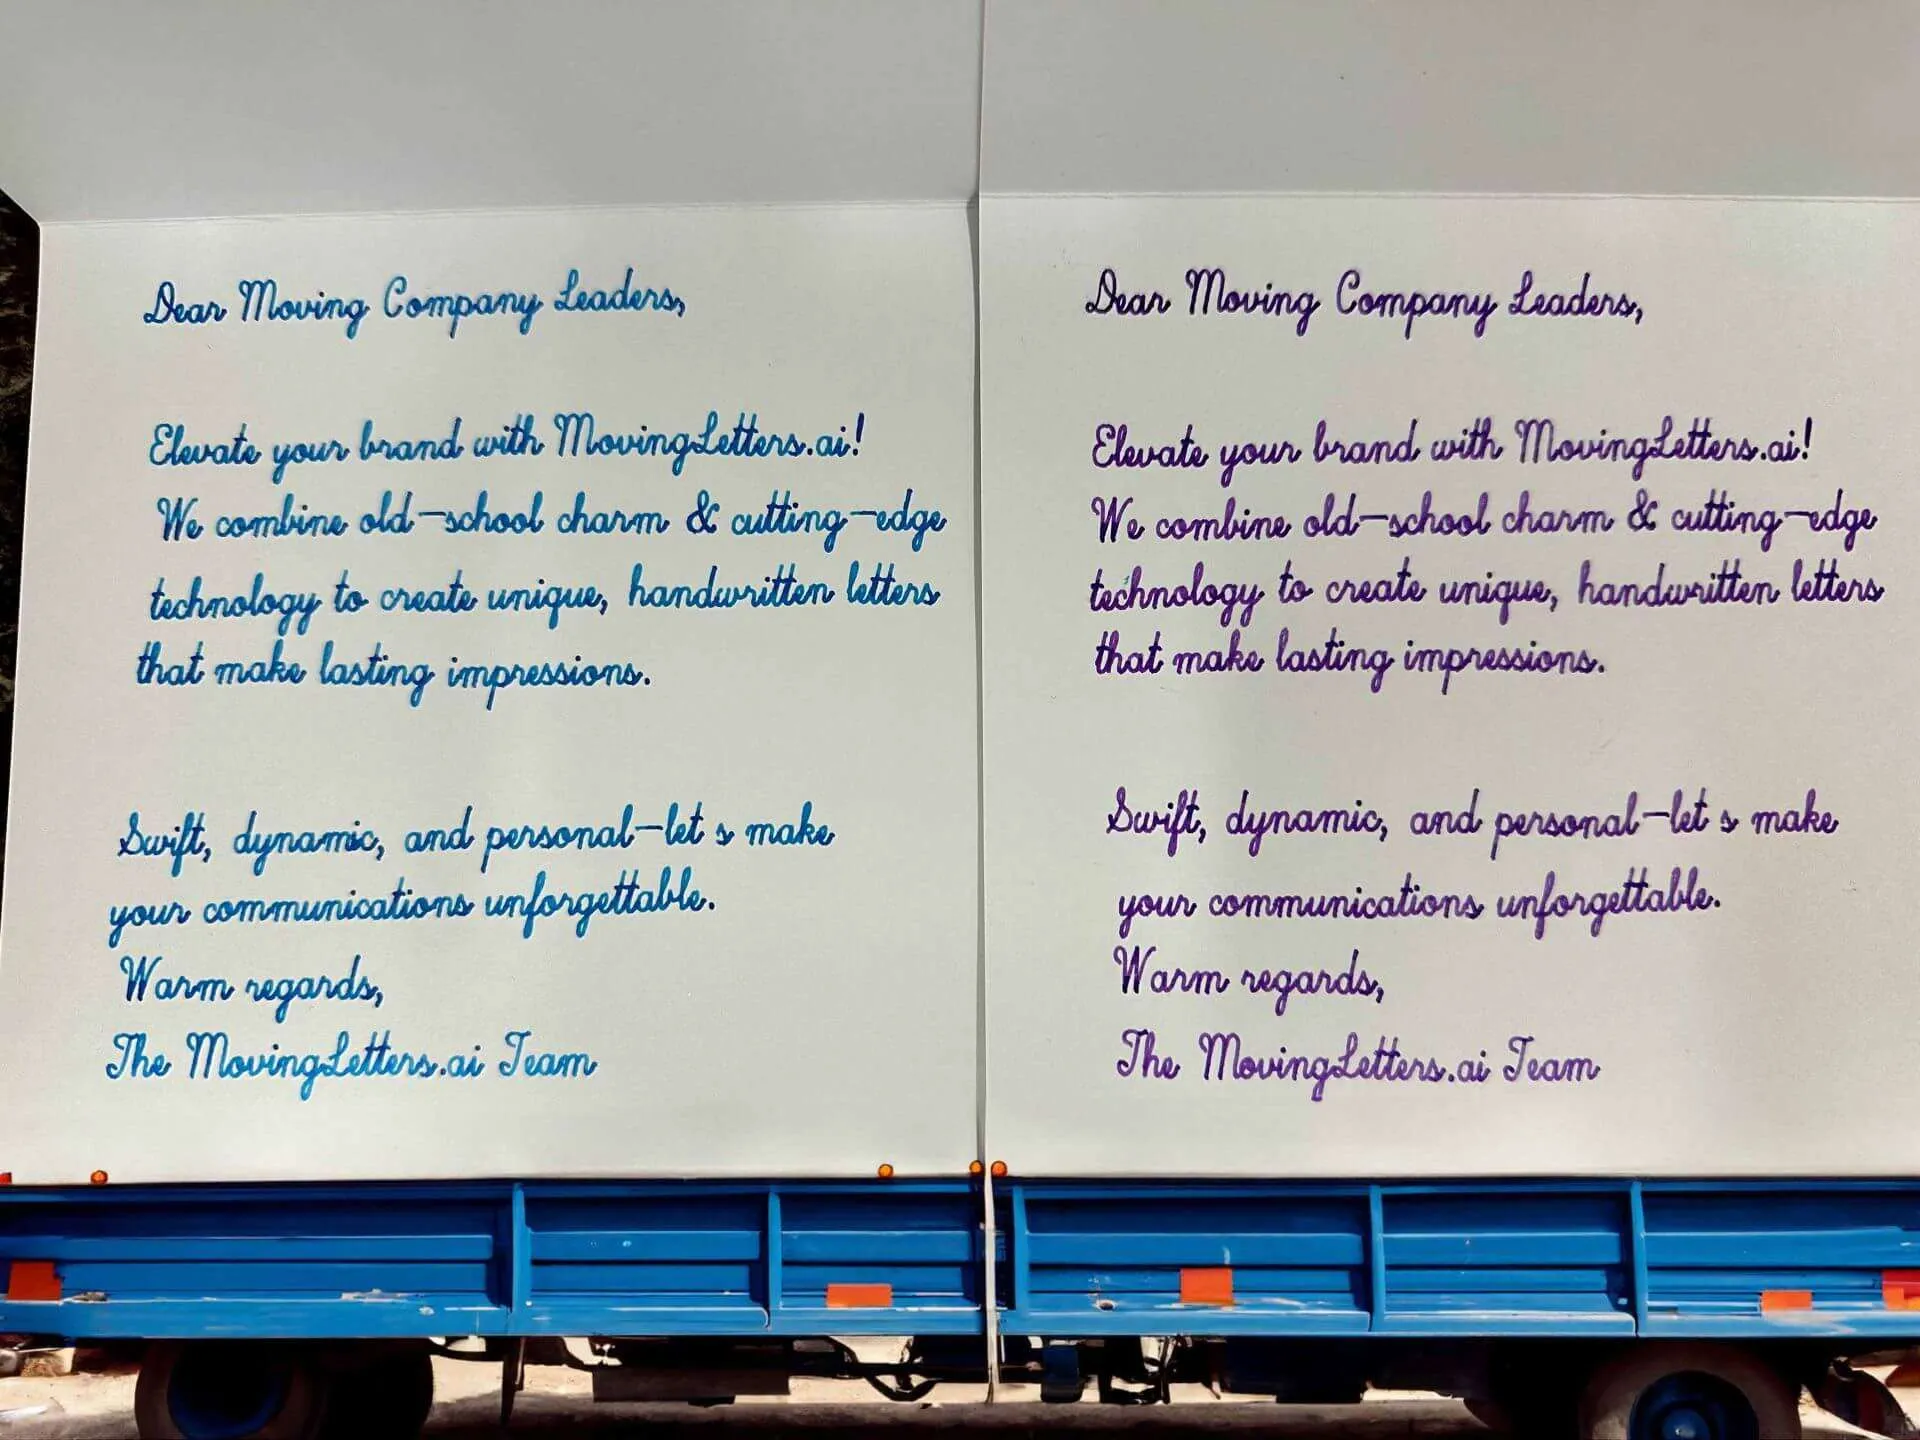 Dear Moving Company Leaders,
Elevate your brand with MovingLetters.ai!
We combine old-school charm & cutting-edge
technology to create unique, handwritten letters
that make lasting impressions.
Swift, dynamic, and personal-let s make
your communications unforgettable.
Warm regards,
The MovingLetters.ai Team
Dear Moving Company Leaders,
Elevate your brand with MovingLetters.ai!
We combine old-school charm & cutting-edge
technology to create unique, handwritten letters
that make lasting impressions.
Swift, dynamic, and personal-let s make
your communications unforgettable.
Warm regards,
The MovingLetters.ai Team